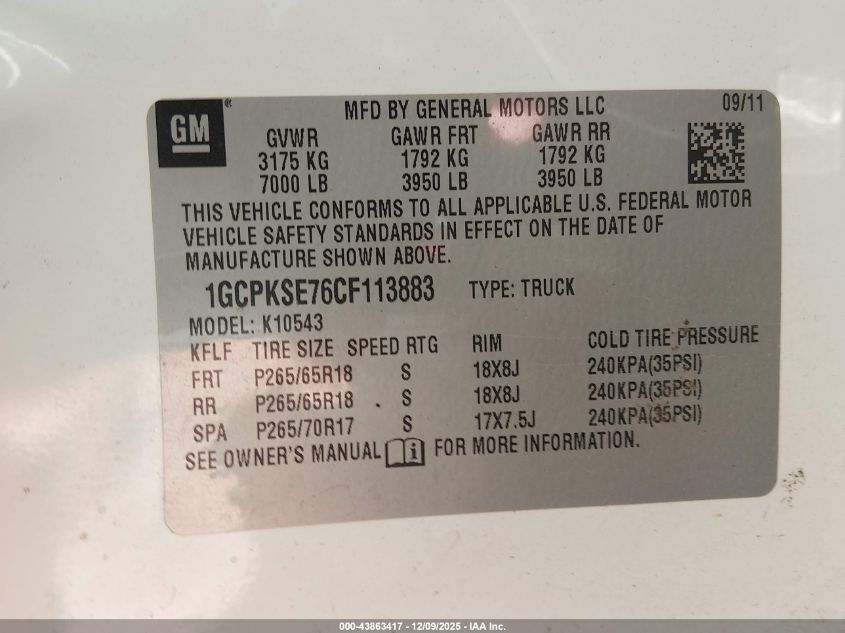 GM® MFD BY GENERAL MOTORS LLC 09/11
GVWR GAWR FRT GAWR RR
3175 KG 1792 KG 1792 KG
7000 LB 3950 LB 3950 LB
THIS VEHICLE CONFORMS TO ALL APPLICABLE U.S. FEDERAL MOTOR
VEHICLE SAFETY STANDARDS IN EFFECT ON THE DATE OF
MANUFACTURE SHOWN ABOVE.
1GCPKSE76CF113883 TYPE: TRUCK
MODEL: K10543
KFLF TIRE SIZE SPEED RTG RIM COLD TIRE PRESSURE
FRT P265/65R18 S 18X8J 240KPA(35PSI)
RR P265/65R18 S 18X8J 240KPA(35PSI)
SPA P265/70R17 S 17X7.5J 240KPA(35PSI)
SEE OWNER'S MANUAL i FOR MORE INFORMATION.
000-43863417 - 12/09/2025 - IAA Inc.